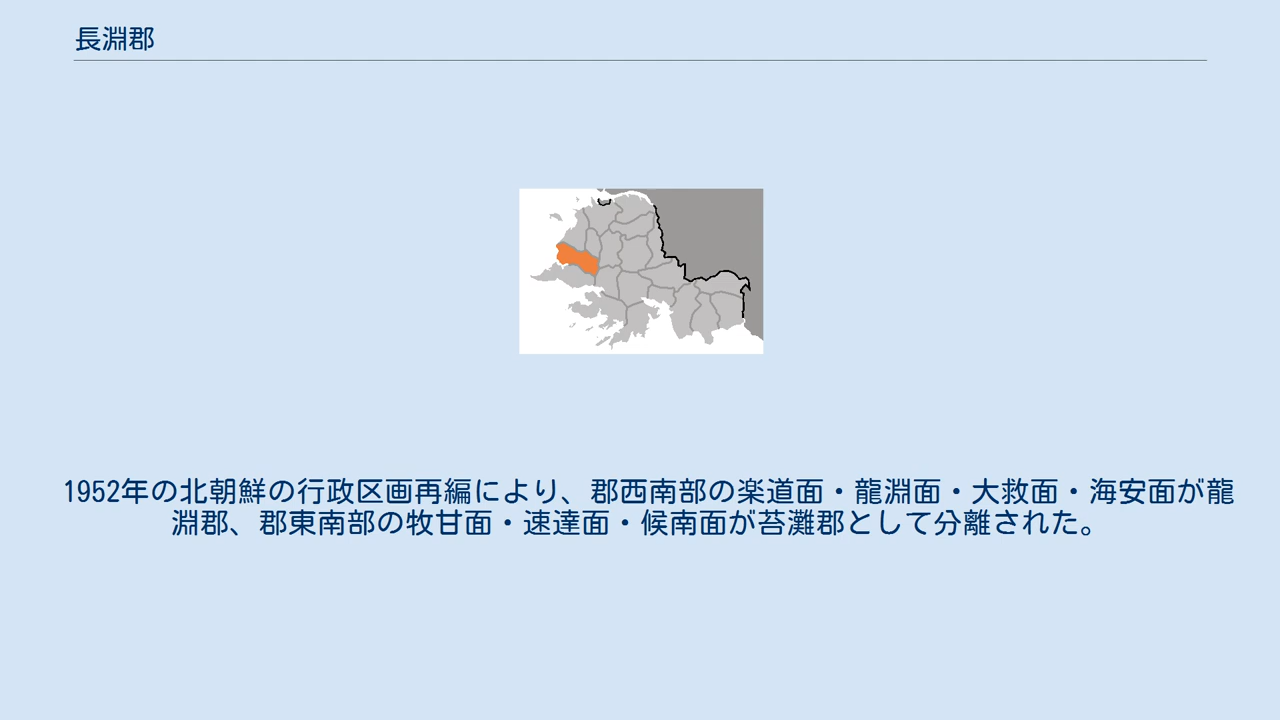 長淵郡
1952年の北朝鮮の行政区画再編により、郡西南部の楽道面・龍淵面・大救面・海安面が龍
淵郡、郡東南部の牧甘面・速達面・候南面が苔灘郡として分離された。